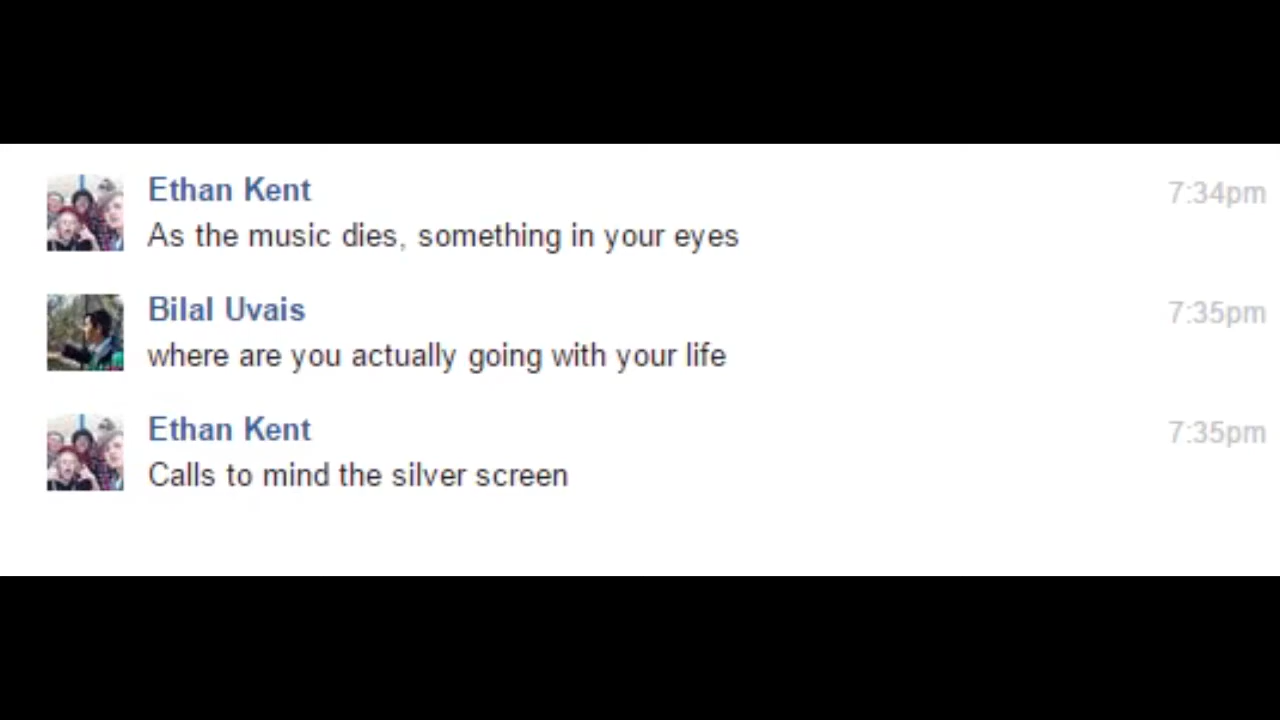 Ethan Kent 7:34pm
As the music dies, something in your eyes
Bilal Uvais 7:35pm
where are you actually going with your life
Ethan Kent 7:35pm
Calls to mind the silver screen